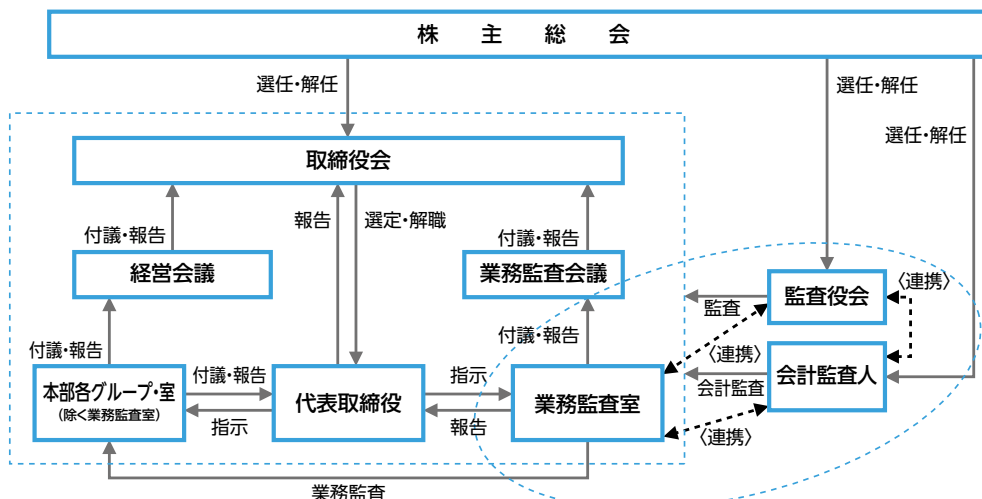 株主総会
選任・解任
選任・解任
選任・解任
取締役会
付議・報告
報告
選定・解職
付議・報告
経営会議
業務監査会議
監査役会
〈連携〉
監査
付議・報告
付議・報告
〈連携〉
本部各グループ・室
(除く業務監査室)
付議・報告
指示
代表取締役
指示
報告
業務監査室
会計監査
会計監査人
〈連携〉
業務監査